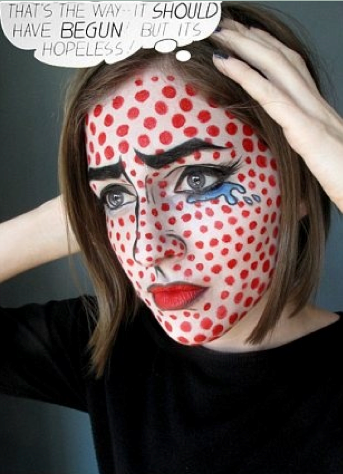 THAT'S THE WAY--IT SHOULD
HAVE BEGUN! BUT IT'S
HOPELESS!